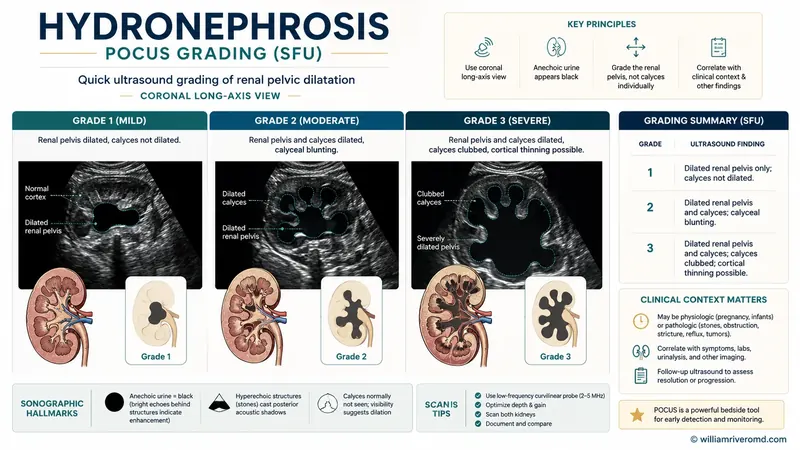 HYDRONEPHROSIS
POCUS GRADING (SFU)
Quick ultrasound grading of renal pelvic dilatation
CORONAL LONG-AXIS VIEW
KEY PRINCIPLES
Use coronal
long-axis view
Anechoic urine
appears black
Grade the renal
pelvis, not calyces
individually
Correlate with
clinical context &
other findings
GRADE 1 (MILD)
Renal pelvis dilated, calyces not dilated.
Normal
cortex
Dilated
renal pelvis
Grade 1
GRADE 2 (MODERATE)
Renal pelvis and calyces dilated,
calyceal blunting.
Dilated
calyces
Dilated
renal pelvis
Grade 2
GRADE 3 (SEVERE)
Renal pelvis and calyces dilated,
calyces clubbed, cortical thinning possible.
Clubbed
calyces
Severely
dilated pelvis
Grade 3
GRADING SUMMARY (SFU)
GRADE ULTRASOUND FINDING
1 Dilated renal pelvis only;
calyces not dilated.
2 Dilated renal pelvis
and calyces; calyceal
blunting.
3 Dilated renal pelvis
and calyces; calyces
clubbed; cortical
thinning possible.
CLINICAL CONTEXT MATTERS
May be physiologic (pregnancy, infants)
or pathologic (stones, obstruction,
stricture, reflux, tumors).
Correlate with symptoms, labs,
urinalysis, and other imaging.
Follow-up ultrasound to assess
resolution or progression.
SONOGRAPHIC
HALLMARKS
Anechoic urine = black
(bright echoes behind
structures indicate
enhancement)
Hyperechoic structures
(stones) cast posterior
acoustic shadows
Calyces normally
not seen; visibility
suggests dilation
SCANIS
TIPS
Use low-frequency curvilinear probe (2–5 MHz)
Optimize depth & gain
Scan both kidneys
Document and compare
POCUS is a powerful bedside tool
for early detection and monitoring.
© williamriveromd.com